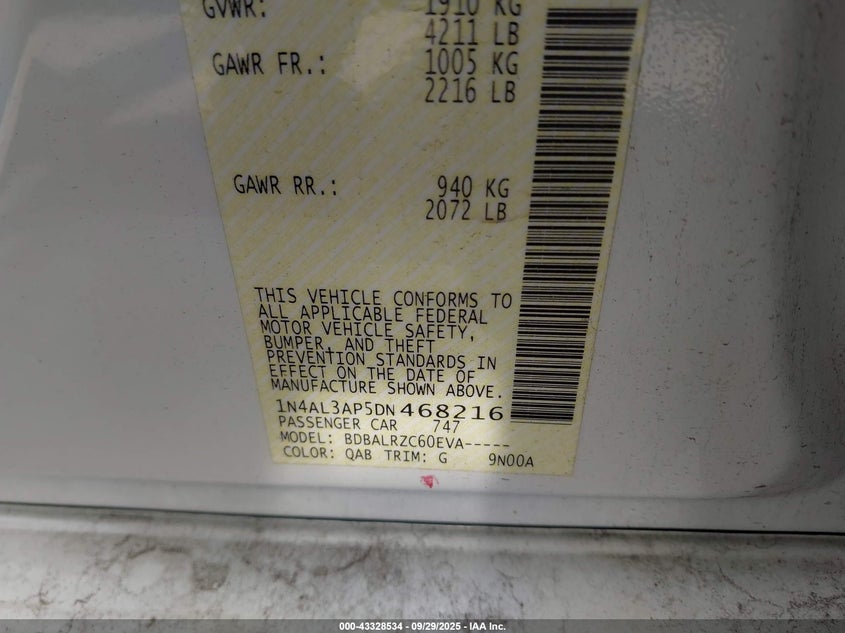 GVWR: 1910 KG
4211 LB
GAWR FR.: 1005 KG
2216 LB
GAWR RR.: 940 KG
2072 LB
THIS VEHICLE CONFORMS TO
ALL APPLICABLE FEDERAL
MOTOR VEHICLE SAFETY,
BUMPER, AND THEFT
PREVENTION STANDARDS IN
EFFECT ON THE DATE OF
MANUFACTURE SHOWN ABOVE.
1N4AL3AP5DN468216
PASSENGER CAR 747
MODEL: BDBALRZC60EVA-----
COLOR: QAB TRIM: G 9N00A
000-43328534 - 09/29/2025 - IAA Inc.